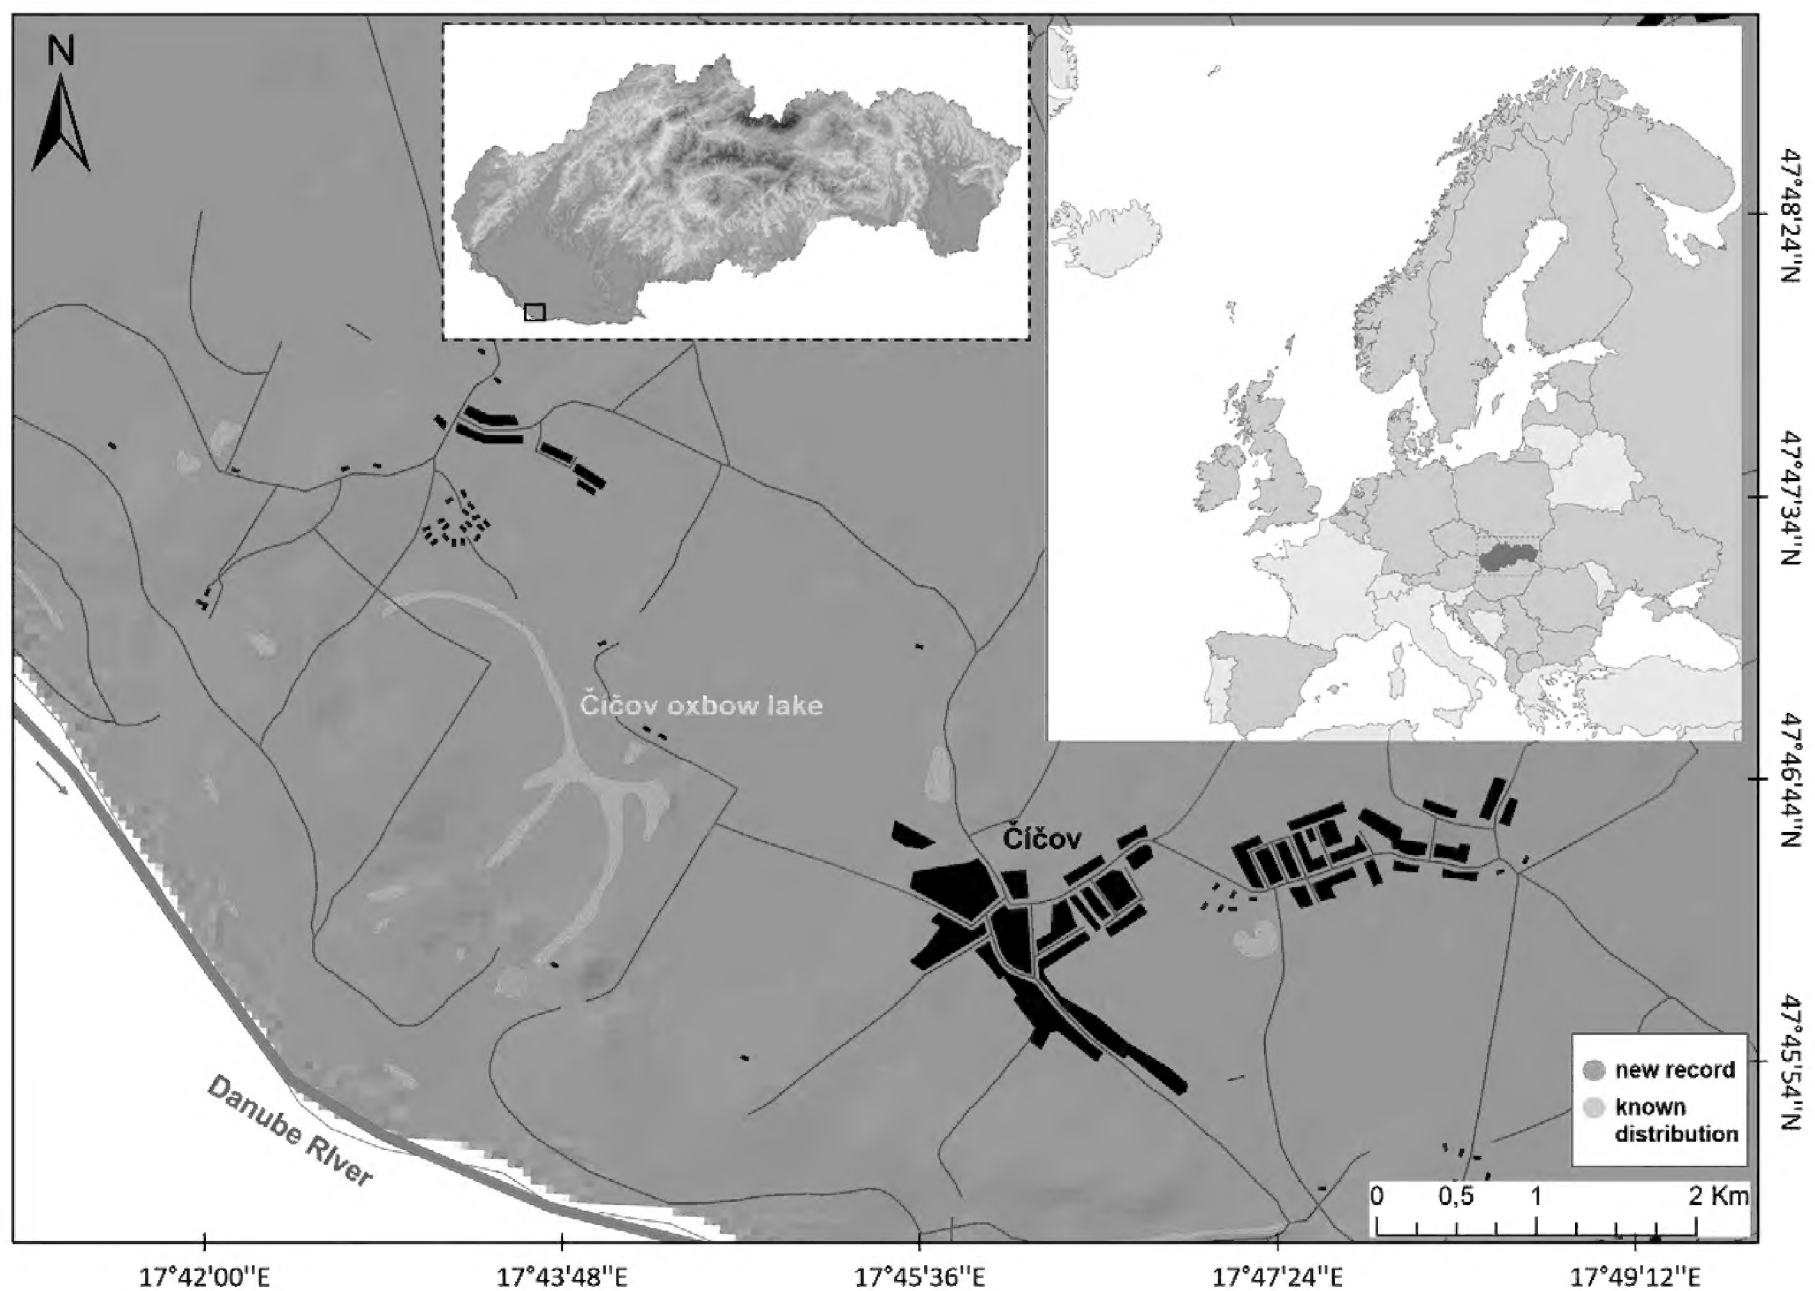 N
47°48'24"N
47°47'34"N
Číčov oxbow lake
47°46'44"N
Číčov
47°45'54"N
new record
known
distribution
Danube RIver
0 0,5 1 2 Km
17°42'00"E 17°43'48"E 17°45'36"E 17°47'24"E 17°49'12"E